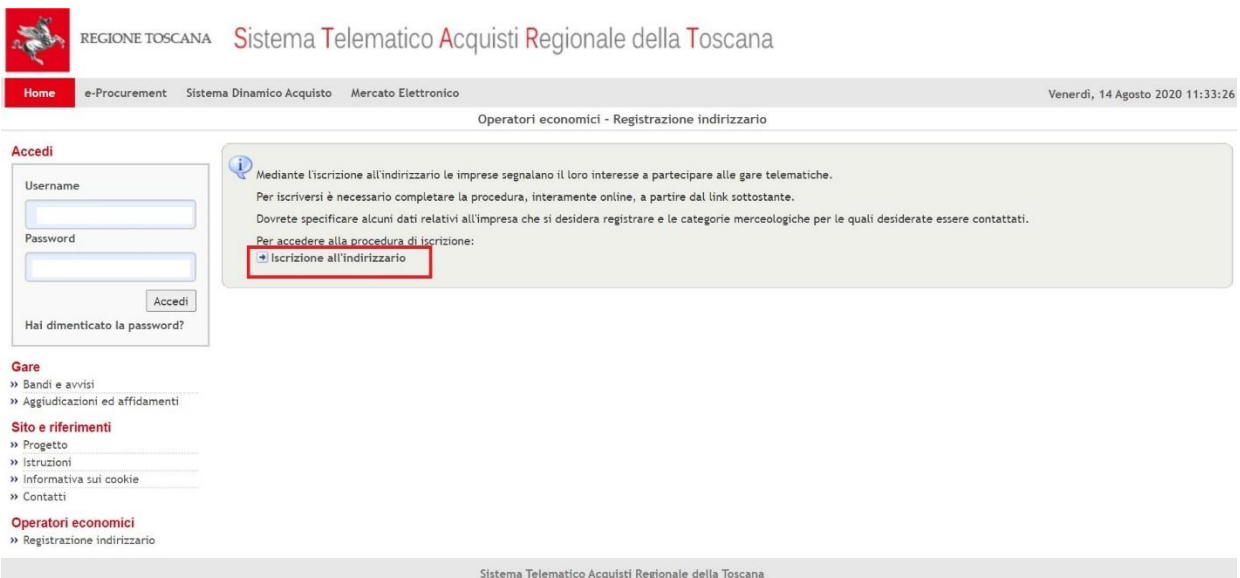 REGIONE TOSCANA Sistema Telematico Acquisti Regionale della Toscana
Home e-Procurement Sistema Dinamico Acquisto Mercato Elettronico Venerdì, 14 Agosto 2020 11:33:26
Operatori economici - Registrazione indirizzario
Accedi
Username
Password
Accedi
Hai dimenticato la password?
Gare
» Bandi e avvisi
» Aggiudicazioni ed affidamenti
Sito e riferimenti
» Progetto
» Istruzioni
» Informativa sui cookie
» Contatti
Operatori economici
» Registrazione indirizzario
Mediante l'iscrizione all'indirizzario le imprese segnalano il loro interesse a partecipare alle gare telematiche.
Per iscriversi è necessario completare la procedura, interamente online, a partire dal link sottostante.
Dovrete specificare alcuni dati relativi all'impresa che si desidera registrare e le categorie merceologiche per le quali desiderate essere contattati.
Per accedere alla procedura di iscrizione:
Iscrizione all'indirizzario
Sistema Telematico Acquisti Regionale della Toscana